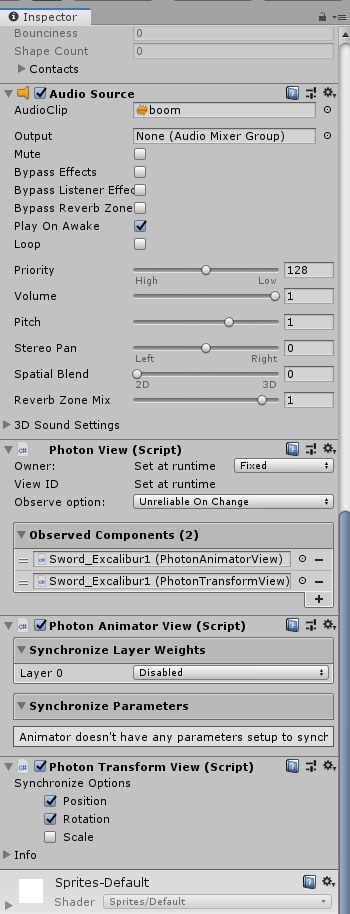 Inspector
Bounciness 0
Shape Count 0
Contacts
Audio Source
AudioClip boom
Output None (Audio Mixer Group)
Mute
Bypass Effects
Bypass Listener Effec
Bypass Reverb Zone
Play On Awake
Loop
Priority 128
High Low
Volume 1
Pitch 1
Stereo Pan 0
Left Right
Spatial Blend 0
2D 3D
Reverb Zone Mix 1
3D Sound Settings
Photon View (Script)
Owner: Set at runtime Fixed
View ID Set at runtime
Observe option: Unreliable On Change
Observed Components (2)
Sword_Excalibur1 (PhotonAnimatorView)
Sword_Excalibur1 (PhotonTransformView)
Photon Animator View (Script)
Synchronize Layer Weights
Layer 0 Disabled
Synchronize Parameters
Animator doesn't have any parameters setup to synch
Photon Transform View (Script)
Synchronize Options
Position
Rotation
Scale
Info
Sprites-Default
Shader Sprites/Default